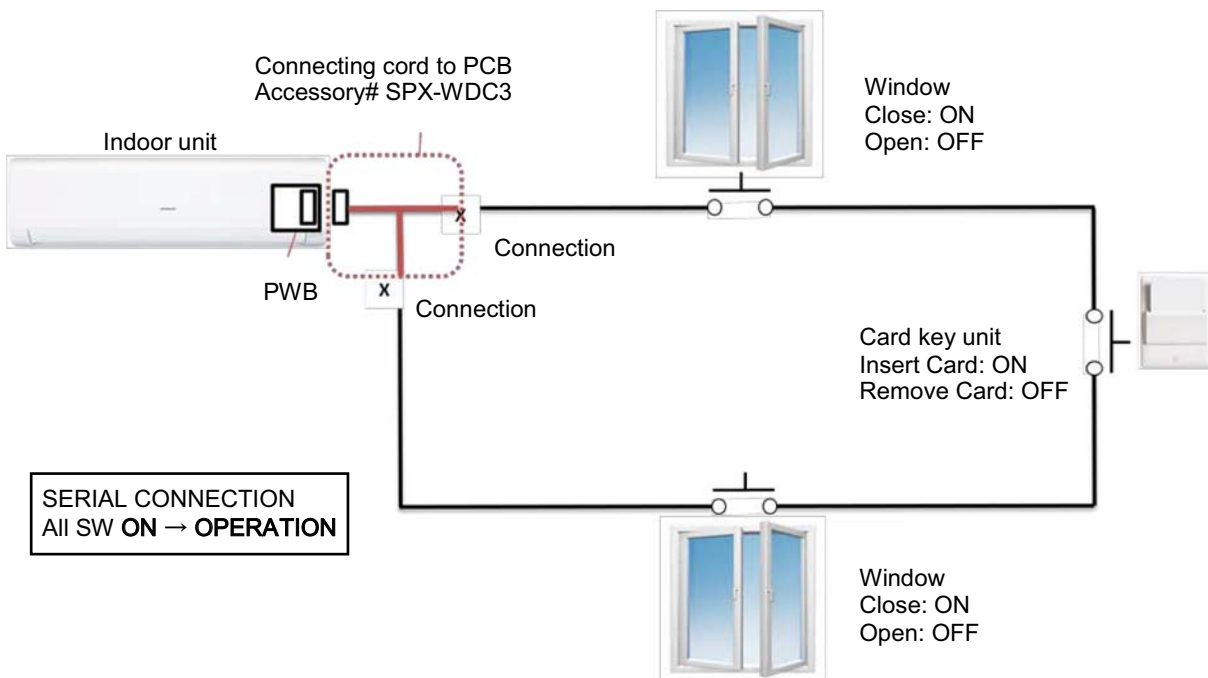 Connecting cord to PCB
Accessory# SPX-WDC3
Indoor unit
PWB
X
Connection
X
Connection
Window
Close: ON
Open: OFF
Card key unit
Insert Card: ON
Remove Card: OFF
SERIAL CONNECTION
All SW ON → OPERATION
Window
Close: ON
Open: OFF